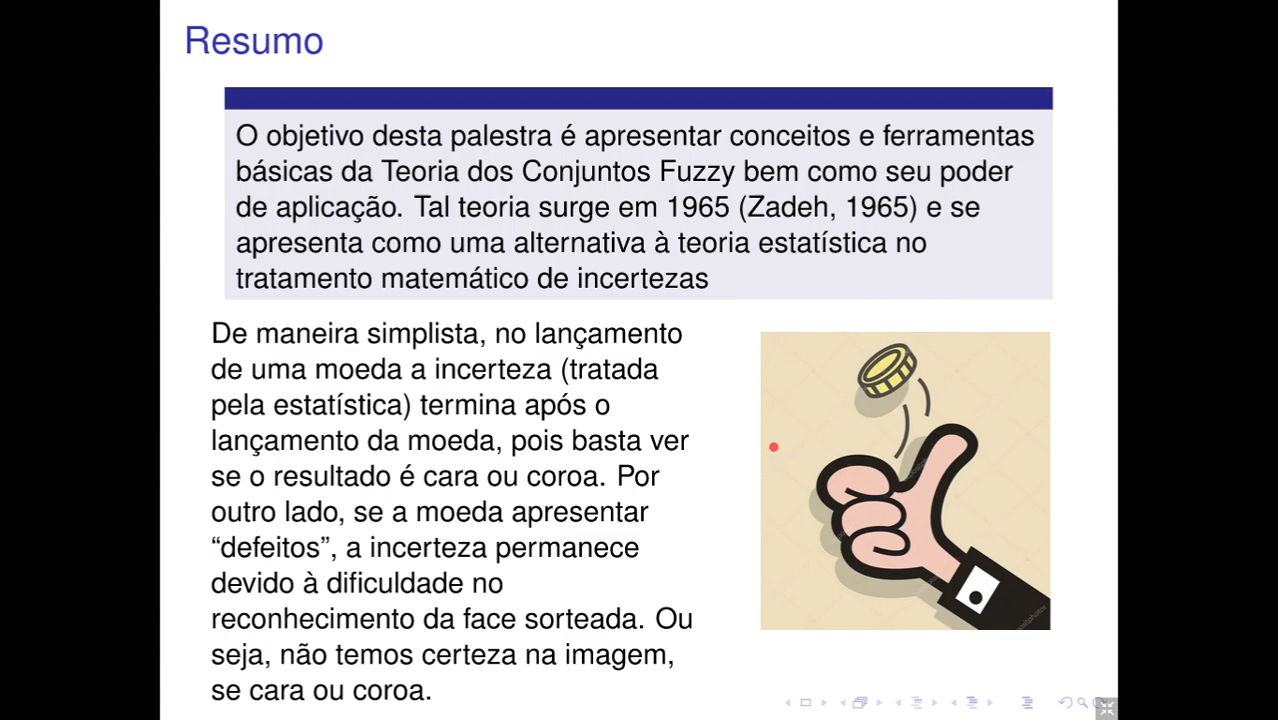 Resumo
O objetivo desta palestra é apresentar conceitos e ferramentas
básicas da Teoria dos Conjuntos Fuzzy bem como seu poder
de aplicação. Tal teoria surge em 1965 (Zadeh, 1965) e se
apresenta como uma alternativa à teoria estatística no
tratamento matemático de incertezas
De maneira simplista, no lançamento
de uma moeda a incerteza (tratada
pela estatística) termina após o
lançamento da moeda, pois basta ver
se o resultado é cara ou coroa. Por
outro lado, se a moeda apresentar
“defeitos”, a incerteza permanece
devido à dificuldade no
reconhecimento da face sorteada. Ou
seja, não temos certeza na imagem,
se cara ou coroa.